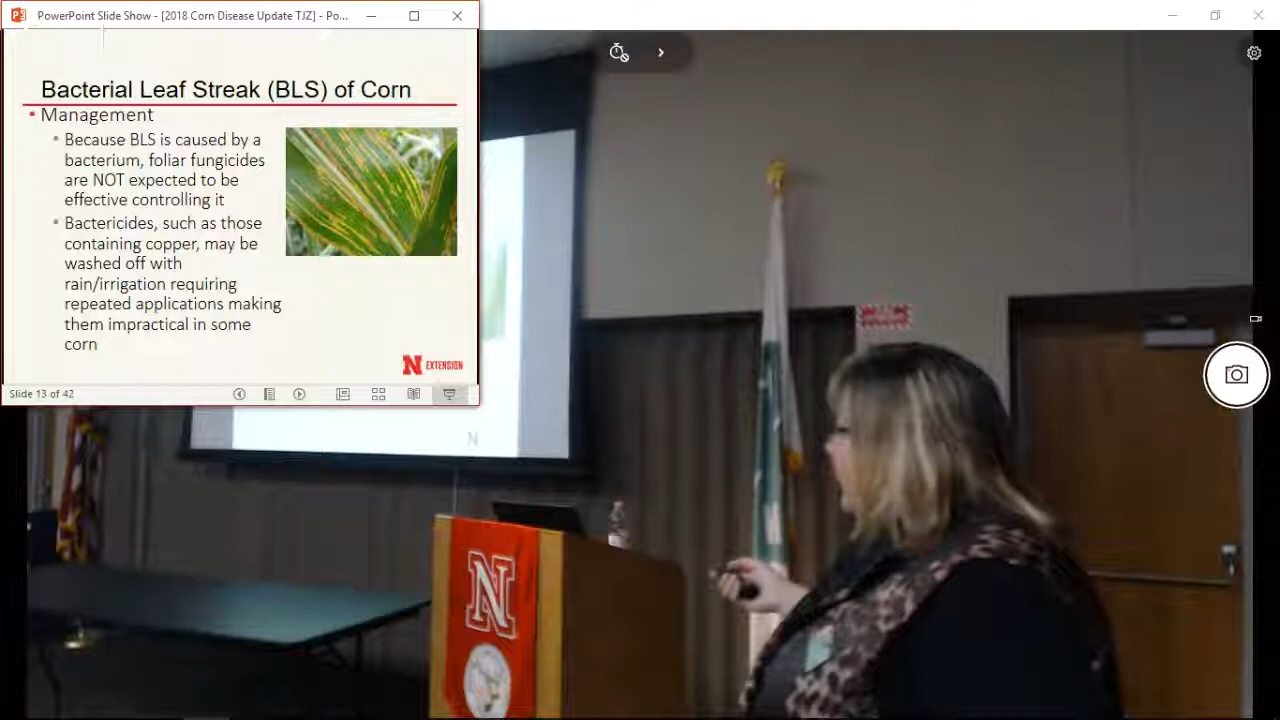 PowerPoint Slide Show - [2018 Corn Disease Update TJZ] - Po...
Bacterial Leaf Streak (BLS) of Corn
• Management
• Because BLS is caused by a
bacterium, foliar fungicides
are NOT expected to be
effective controlling it
• Bactericides, such as those
containing copper, may be
washed off with
rain/irrigation requiring
repeated applications making
them impractical in some
corn
N EXTENSION
Slide 13 of 42
N
N